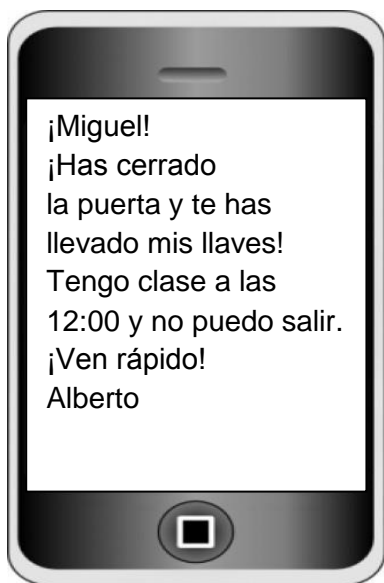 ¡Miguel!
¡Has cerrado
la puerta y te has
llevado mis llaves!
Tengo clase a las
12:00 y no puedo salir.
¡Ven rápido!
Alberto